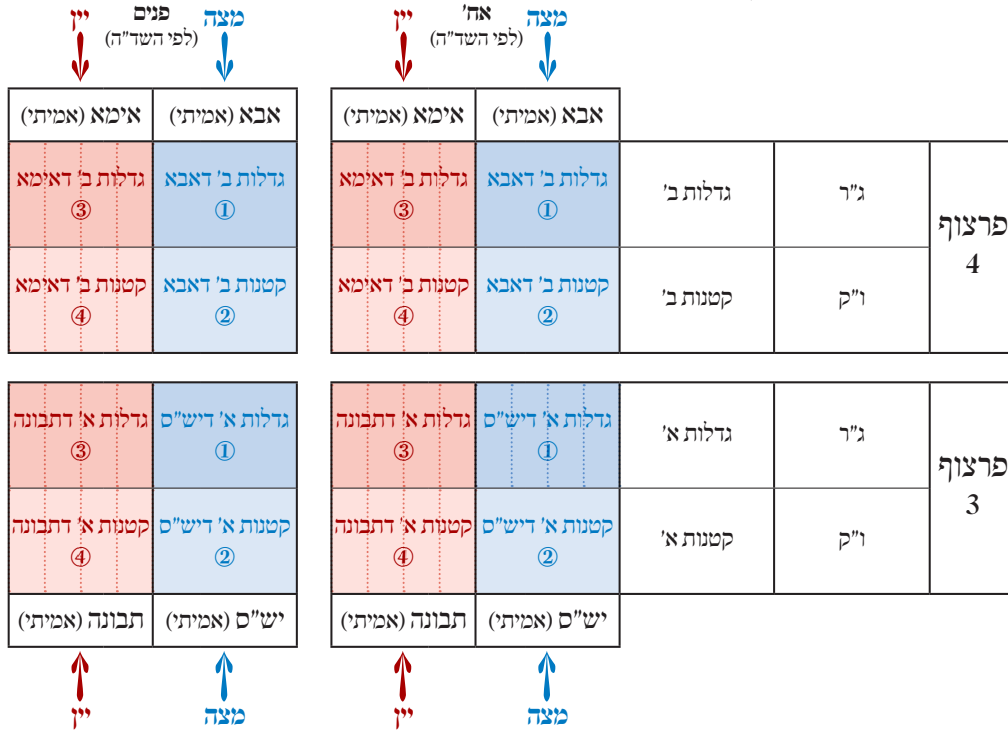 מצה אח' יין מצה פנים יין
(לפי השד"ה) (לפי השד"ה)
אבא (אמיתי) אימא (אמיתי) אבא (אמיתי) אימא (אמיתי)
פרצוף 4
ג"ר גדלות ב' גדלות ב' דאבא גדלות ב' דאימא גדלות ב' דאבא גדלות ב' דאימא
① ③ ① ③
ו"ק קטנות ב' קטנות ב' דאבא קטנות ב' דאימא קטנות ב' דאבא קטנות ב' דאימא
② ④ ② ④
פרצוף 3
ג"ר גדלות א' גדלות א' דיש"ס גדלות א' דתבונה גדלות א' דיש"ס גדלות א' דתבונה
① ③ ① ③
ו"ק קטנות א' קטנות א' דיש"ס קטנות א' דתבונה קטנות א' דיש"ס קטנות א' דתבונה
② ④ ② ④
יש"ס (אמיתי) תבונה (אמיתי) יש"ס (אמיתי) תבונה (אמיתי)
מצה יין מצה יין